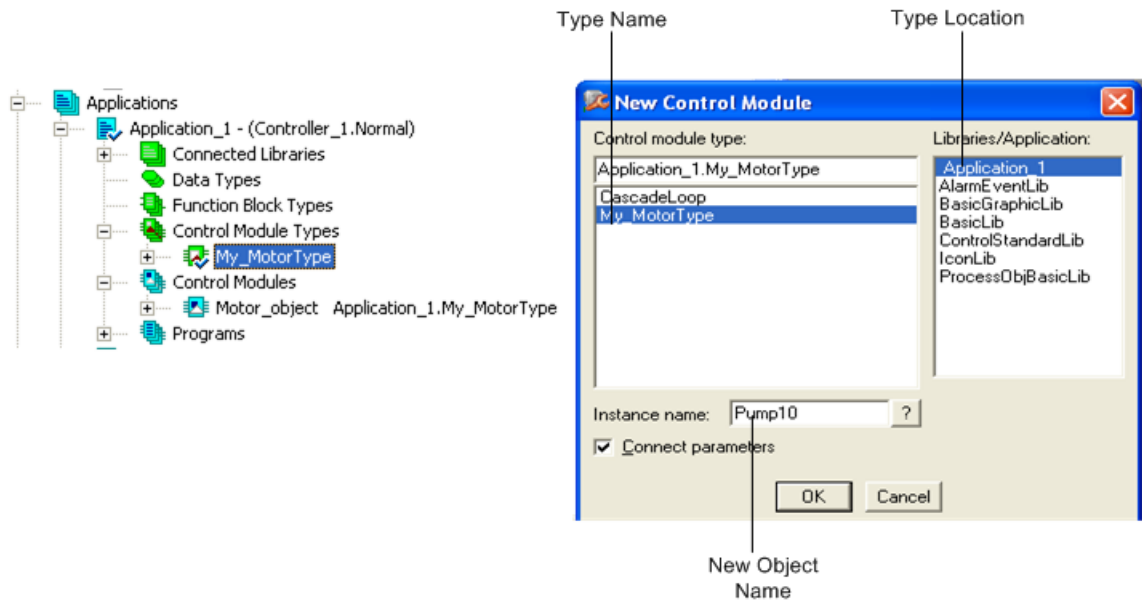 Type Name
Type Location
Applications
Application_1 - (Controller_1.Normal)
Connected Libraries
Data Types
Function Block Types
Control Module Types
My_MotorType
Control Modules
Motor_object Application_1.My_MotorType
Programs
New Control Module
Control module type:
Application_1.My_MotorType
CascadeLoop
My_MotorType
Libraries/Application:
Application_1
AlarmEventLib
BasicGraphicLib
BasicLib
ControlStandardLib
IconLib
ProcessObjBasicLib
Instance name: Pump10 ?
Connect parameters
OK Cancel
New Object
Name